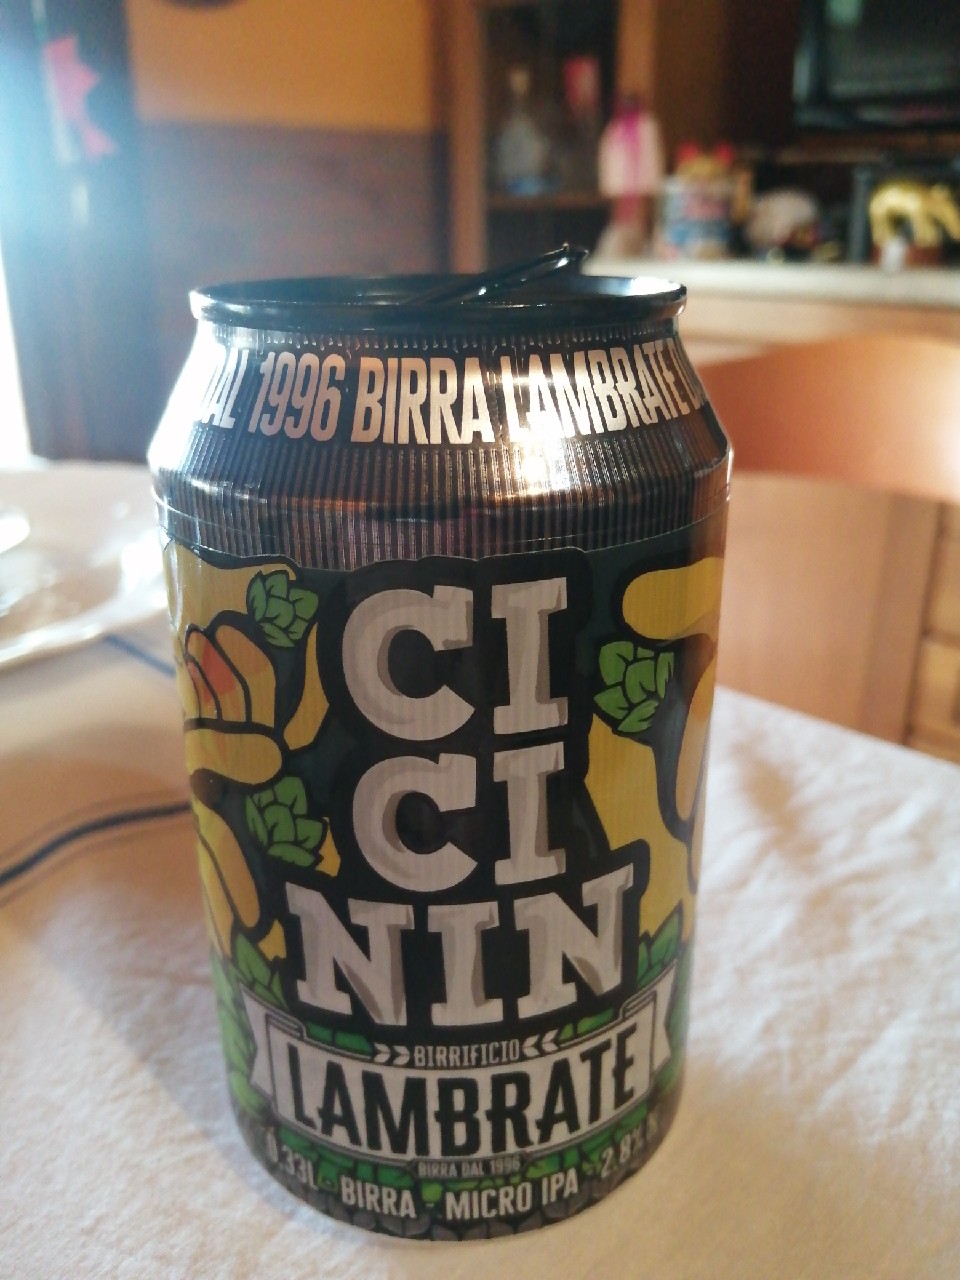 DAL 1996 BIRRA LAMBRATE
CI
CI
NIN
BIRRIFICIO
LAMBRATE
BIRRA DAL 1996
0,33L · BIRRA · MICRO IPA · 2,8%